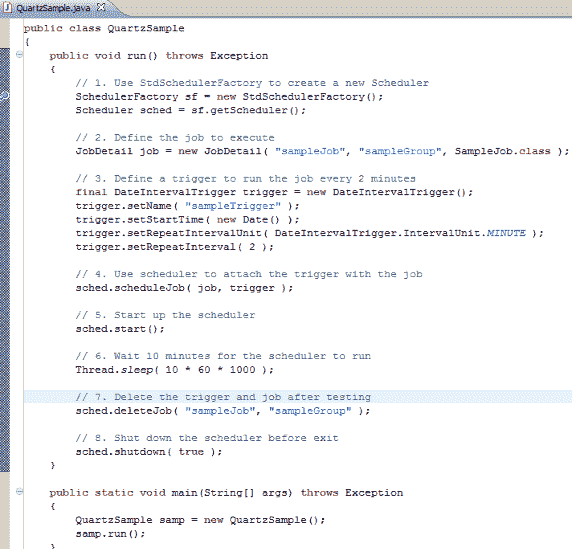 QuartzSample.java
public class QuartzSample
{
    public void run() throws Exception
    {
        // 1. Use StdSchedulerFactory to create a new Scheduler
        SchedulerFactory sf = new StdSchedulerFactory();
        Scheduler sched = sf.getScheduler();
        // 2. Define the job to execute
        JobDetail job = new JobDetail( "sampleJob", "sampleGroup", SampleJob.class );
        // 3. Define a trigger to run the job every 2 minutes
        final DateIntervalTrigger trigger = new DateIntervalTrigger();
        trigger.setName( "sampleTrigger" );
        trigger.setStartTime( new Date() );
        trigger.setRepeatIntervalUnit( DateIntervalTrigger.IntervalUnit.MINUTE );
        trigger.setRepeatInterval( 2 );
        // 4. Use scheduler to attach the trigger with the job
        sched.scheduleJob( job, trigger );
        // 5. Start up the scheduler
        sched.start();
        // 6. Wait 10 minutes for the scheduler to run
        Thread.sleep( 10 * 60 * 1000 );
        // 7. Delete the trigger and job after testing
        sched.deleteJob( "sampleJob", "sampleGroup" );
        // 8. Shut down the scheduler before exit
        sched.shutdown( true );
    }
    public static void main(String[] args) throws Exception
    {
        QuartzSample samp = new QuartzSample();
        samp.run();
    }